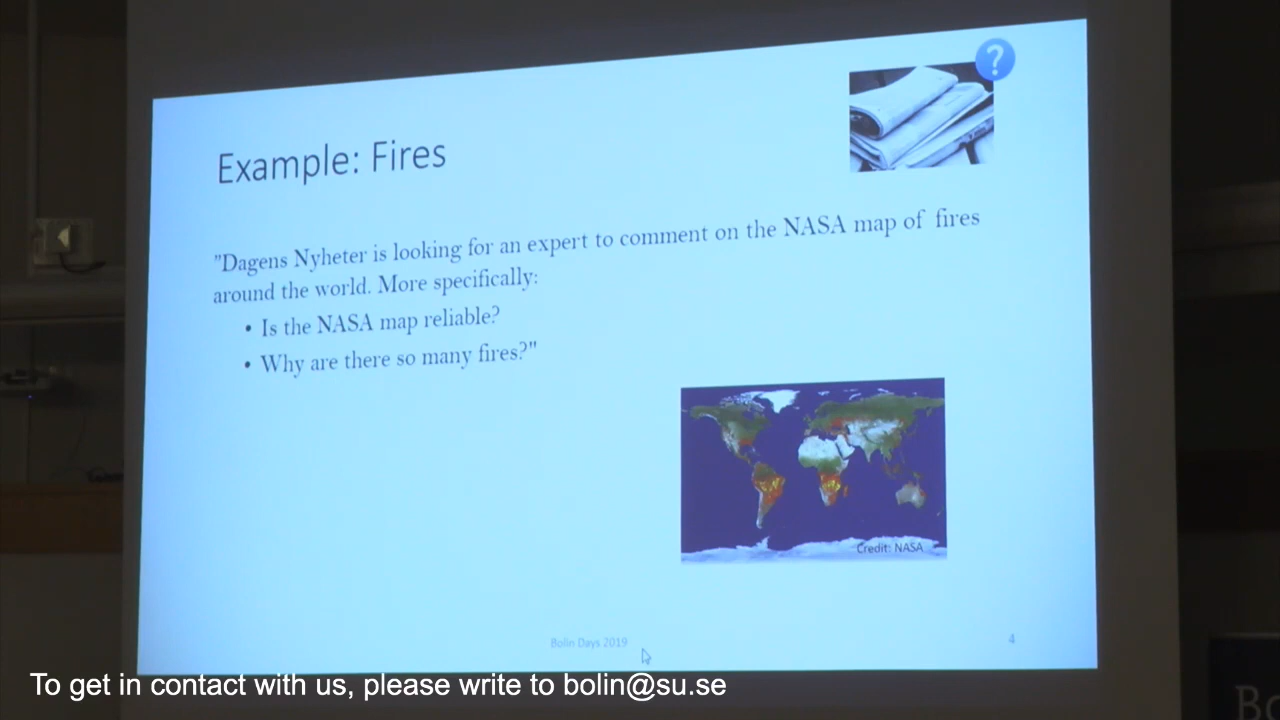 ?
Example: Fires
"Dagens Nyheter is looking for an expert to comment on the NASA map of fires
around the world. More specifically:
• Is the NASA map reliable?
• Why are there so many fires?"
Credit: NASA
Bolin Days 2019
4
To get in contact with us, please write to bolin@su.se